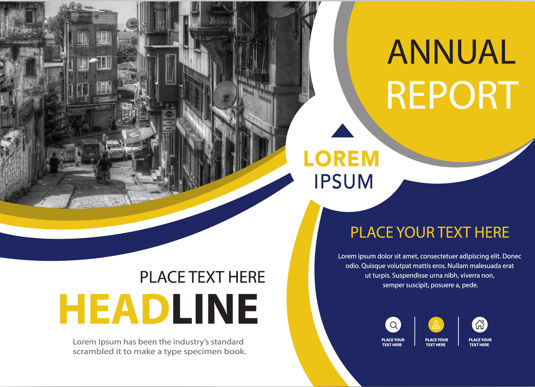 ANNUAL
REPORT
LOREM
IPSUM
PLACE YOUR TEXT HERE
Lorem ipsum dolor sit amet, consectetuer adipiscing elit. Donec
odio. Quisque volutpat mattis eros. Nullam malesuada erat
ut turpis. Suspendisse urna nibh, viverra non,
semper suscipit, posuere a, pede.
PLACE YOUR
TEXT HERE
PLACE YOUR
TEXT HERE
PLACE YOUR
TEXT HERE
PLACE TEXT HERE
HEADLINE
Lorem Ipsum has been the industry's standard
scrambled it to make a type specimen book.